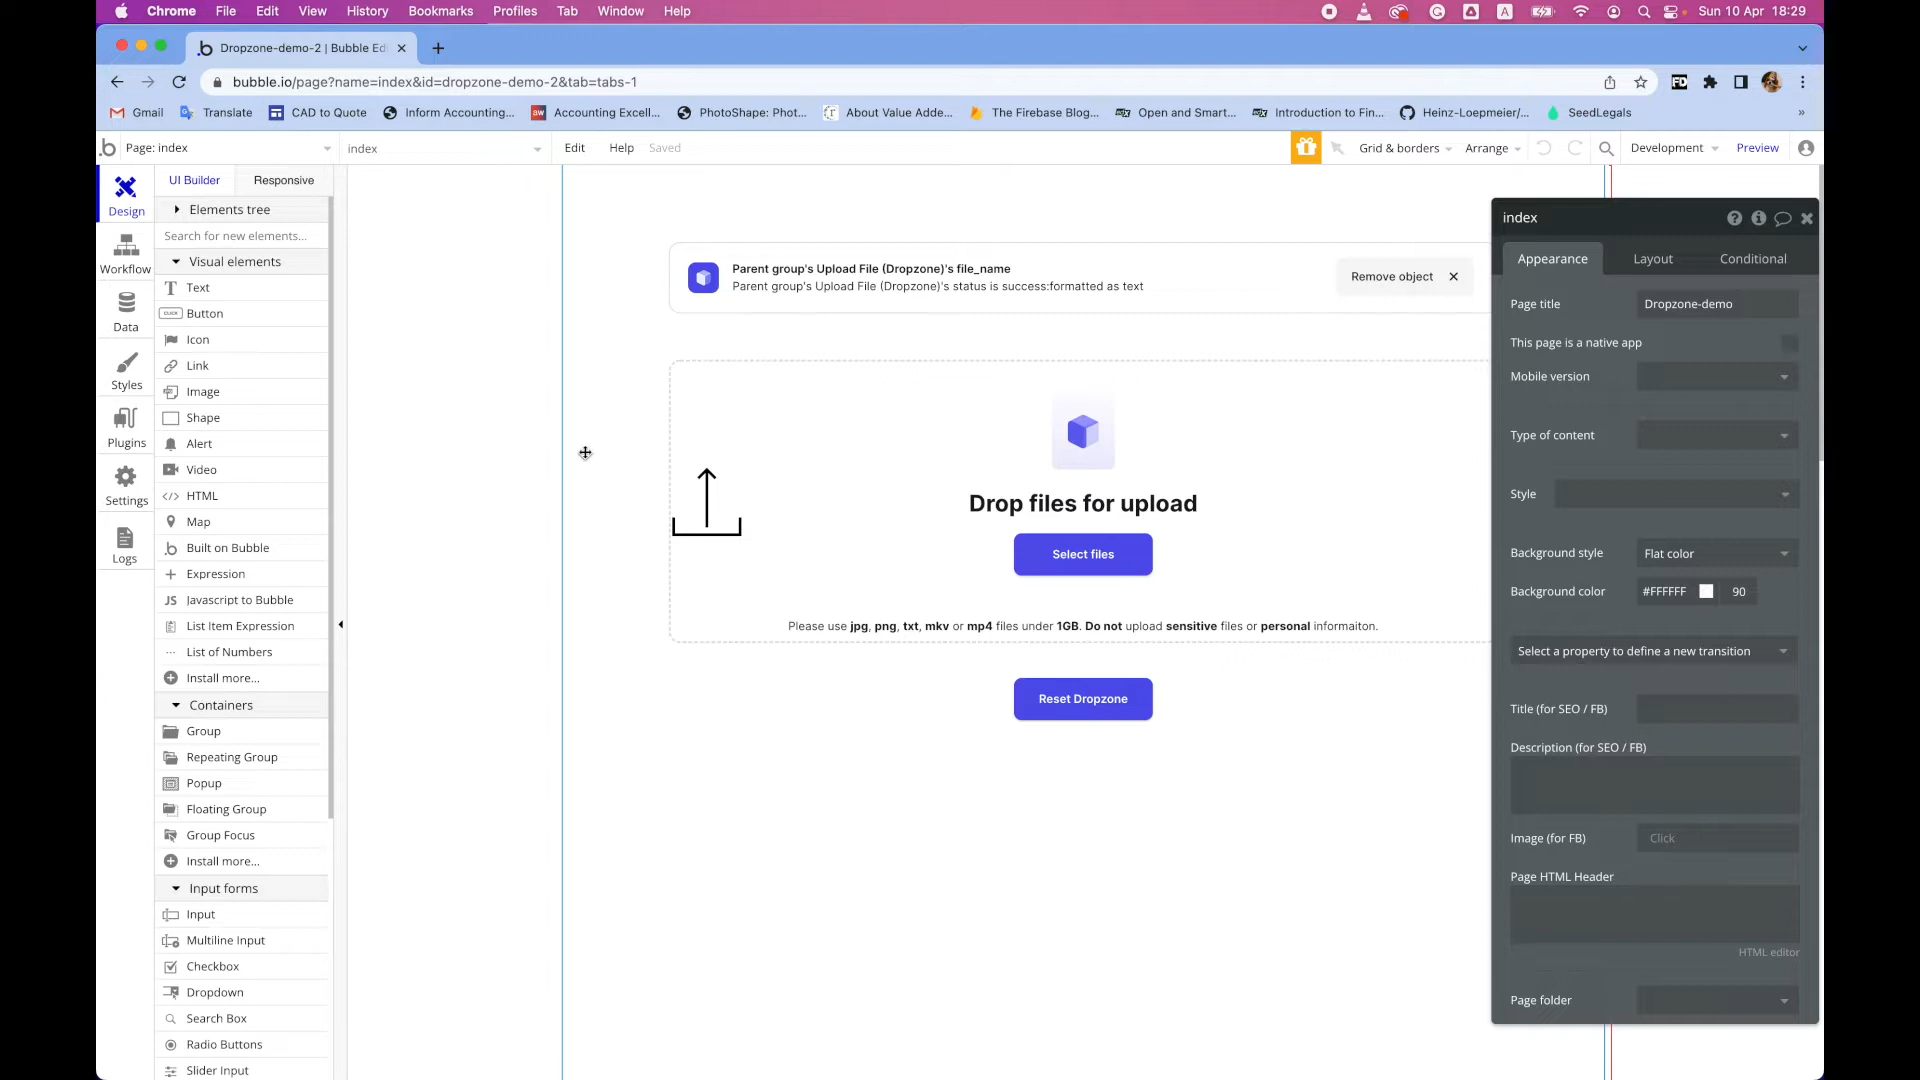 Chrome File Edit View History Bookmarks Profiles Tab Window Help A Sun 10 Apr 18:29
Dropzone-demo-2 | Bubble Ed
bubble.io/page?name=index&id=dropzone-demo-2&tab=tabs-1
Gmail Translate CAD to Quote Inform Accounting... Accounting Excell... PhotoShape: Phot... About Value Adde... The Firebase Blog... Open and Smart... Introduction to Fin... Heinz-Loepmeier/... SeedLegals »
Page: index index Edit Help Saved Grid & borders Arrange Development Preview
Design
Workflow
Data
Styles
Plugins
Settings
Logs
UI Builder Responsive
Elements tree
Search for new elements...
Visual elements
Text
CLICK Button
Icon
Link
Image
Shape
Alert
Video
</> HTML
Map
Built on Bubble
Expression
JS Javascript to Bubble
List Item Expression
List of Numbers
Install more...
Containers
Group
Repeating Group
Popup
Floating Group
Group Focus
Install more...
Input forms
Input
Multiline Input
Checkbox
Dropdown
Search Box
Radio Buttons
Slider Input
Parent group's Upload File (Dropzone)'s file_name
Parent group's Upload File (Dropzone)'s status is success:formatted as text
Remove object
Drop files for upload
Select files
Please use jpg, png, txt, mkv or mp4 files under 1GB. Do not upload sensitive files or personal informaiton.
Reset Dropzone
index
Appearance Layout Conditional
Page title Dropzone-demo
This page is a native app
Mobile version
Type of content
Style
Background style Flat color
Background color #FFFFFF 90
Select a property to define a new transition
Title (for SEO / FB)
Description (for SEO / FB)
Image (for FB) Click
Page HTML Header
HTML editor
Page folder